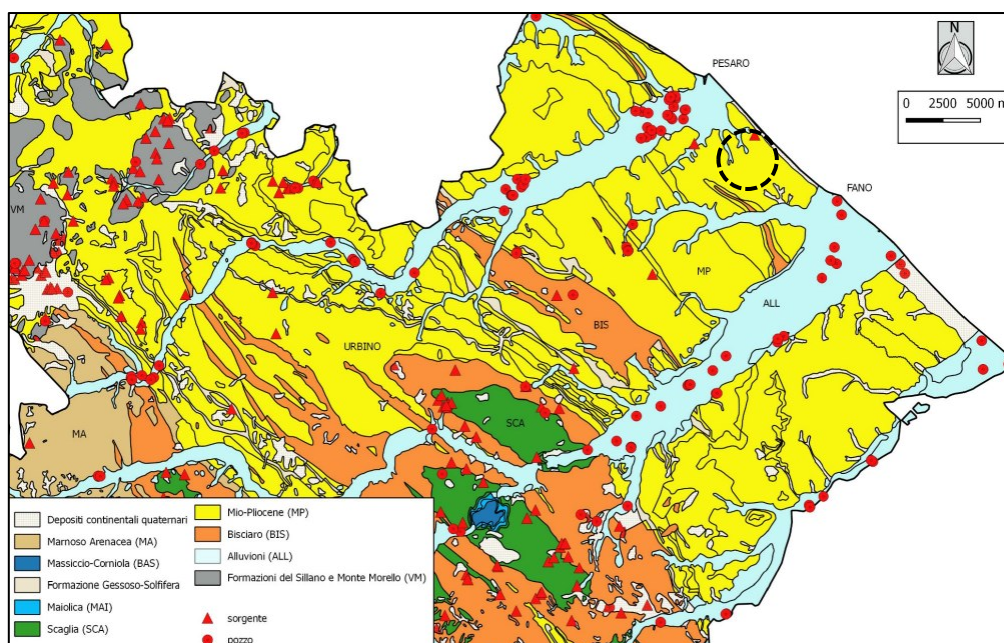 N
PESARO
0 2500 5000 m
FANO
VM
MP
ALL
BIS
URBINO
SCA
MA
Depositi continentali quaternari
Marnoso Arenacea (MA)
Massiccio-Corniola (BAS)
Formazione Gessoso-Solfifera
Maiolica (MAI)
Scaglia (SCA)
Mio-Pliocene (MP)
Bisciaro (BIS)
Alluvioni (ALL)
Formazioni del Sillano e Monte Morello (VM)
sorgente
pozzo